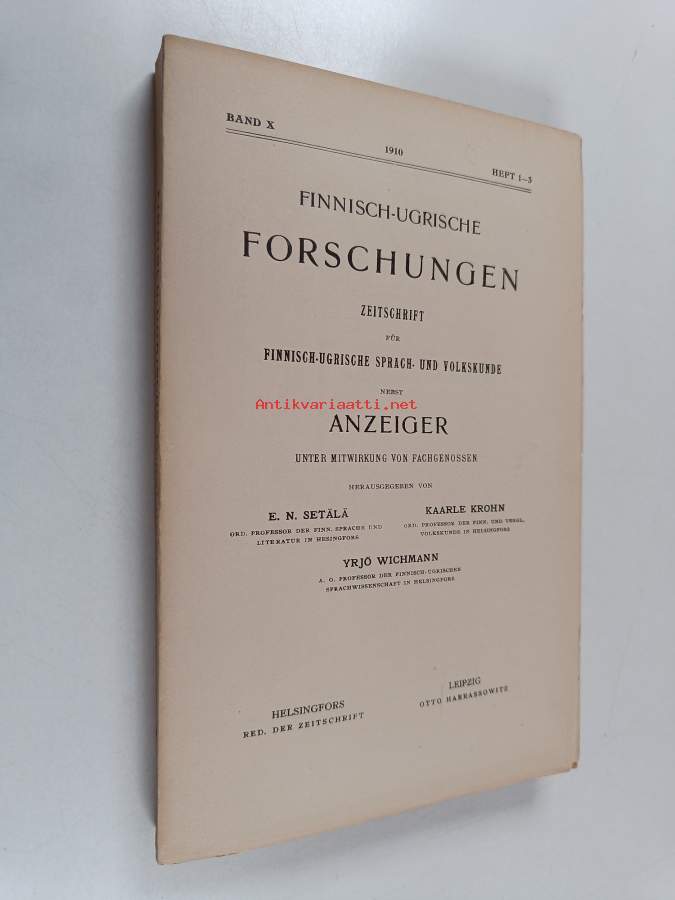 BAND X
1910
HEFT 1–3
FINNISCH-UGRISCHE
FORSCHUNGEN
ZEITSCHRIFT
FÜR
FINNISCH-UGRISCHE SPRACH- UND VOLKSKUNDE
NEBST
Antikvariaatti.net
ANZEIGER
UNTER MITWIRKUNG VON FACHGENOSSEN
HERAUSGEGEBEN VON
E. N. SETÄLÄ
ORD. PROFESSOR DER FINN. SPRACHE UND
LITERATUR IN HELSINGFORS
KAARLE KROHN
ORD. PROFESSOR DER FINN. UND VERGL.
VOLKSKUNDE IN HELSINGFORS
YRJÖ WICHMANN
A. O. PROFESSOR DER FINNISCH-UGRISCHEN
SPRACHWISSENSCHAFT IN HELSINGFORS
HELSINGFORS
RED. DER ZEITSCHRIFT
LEIPZIG
OTTO HARRASSOWITZ